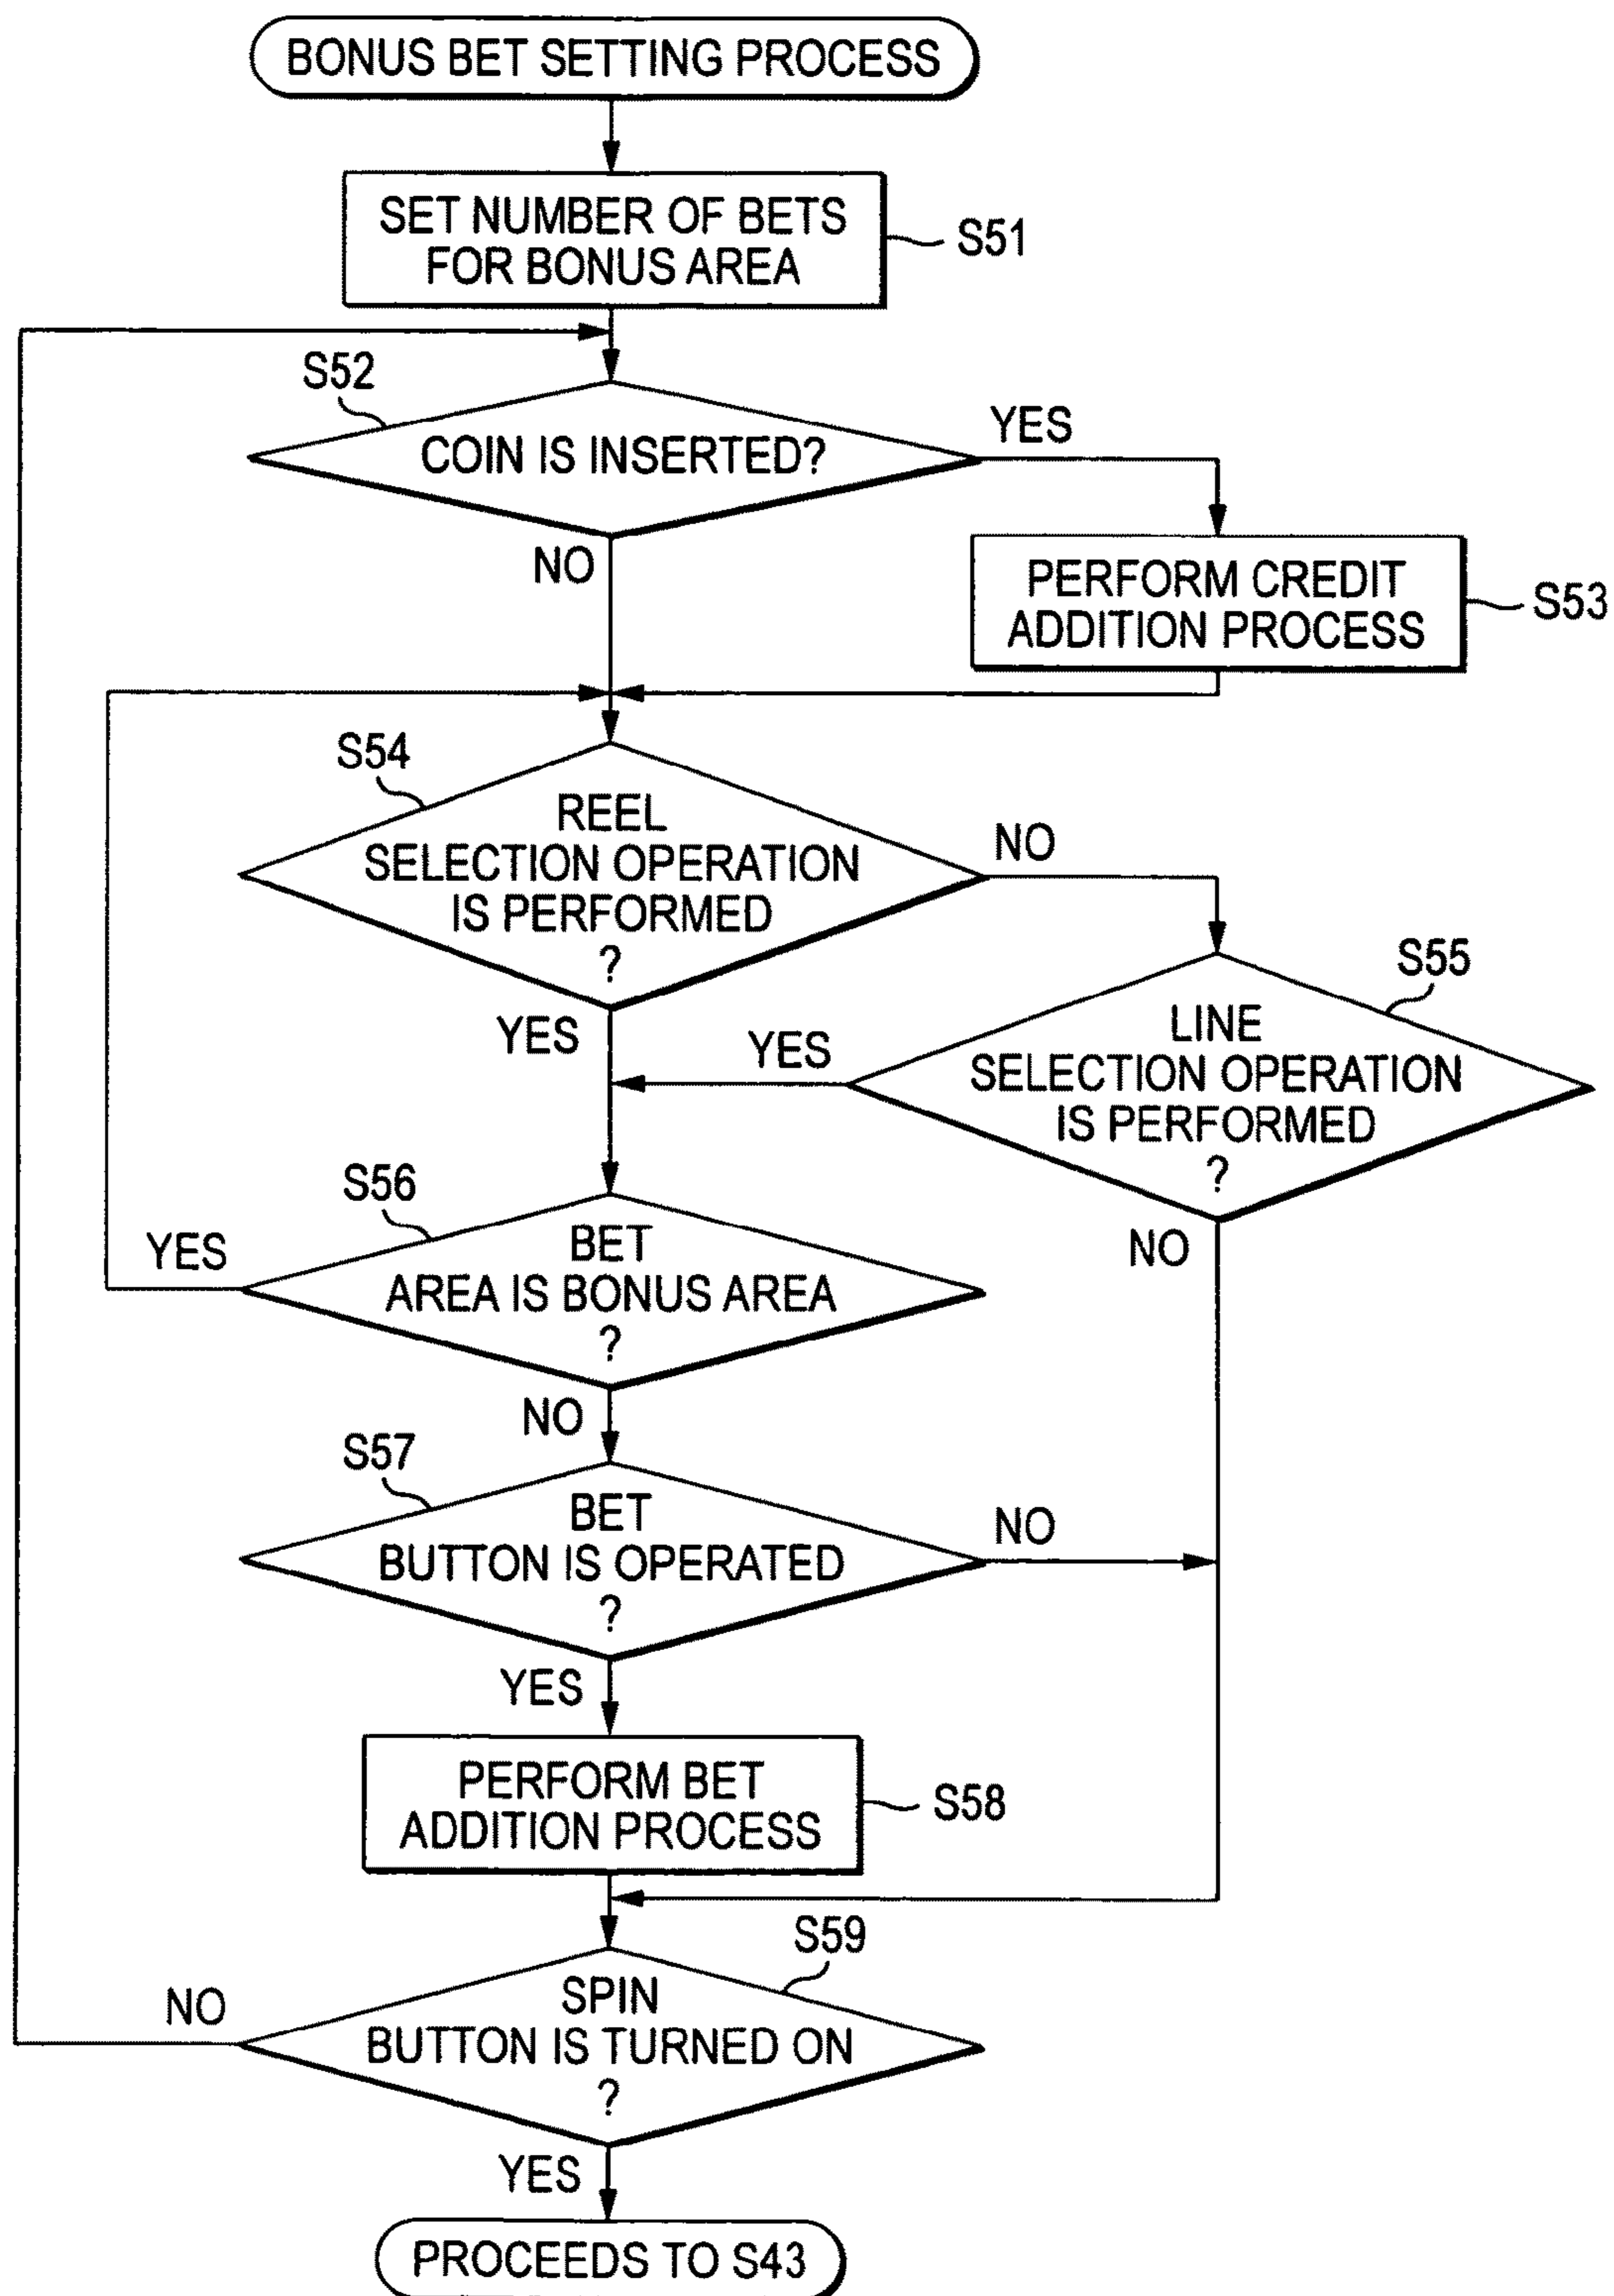 BONUS BET SETTING PROCESS
SET NUMBER OF BETS
FOR BONUS AREA
S51
S52
COIN IS INSERTED?
YES
NO
PERFORM CREDIT
ADDITION PROCESS
S53
S54
REEL
SELECTION OPERATION
IS PERFORMED
?
NO
YES
S55
LINE
SELECTION OPERATION
IS PERFORMED
?
YES
NO
S56
BET
AREA IS BONUS AREA
?
YES
NO
S57
BET
BUTTON IS OPERATED
?
NO
YES
PERFORM BET
ADDITION PROCESS
S58
S59
SPIN
BUTTON IS TURNED ON
?
NO
YES
PROCEEDS TO S43